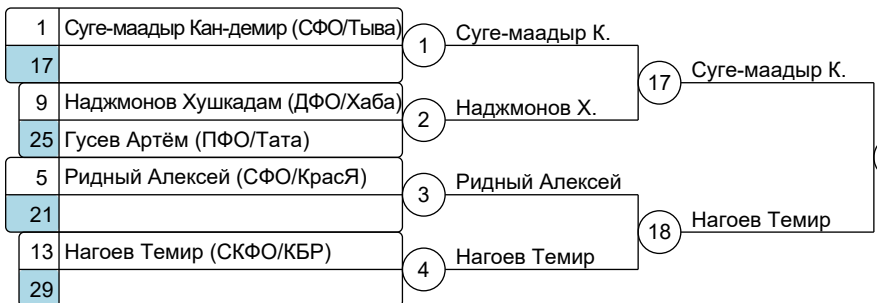 1 Суге-маадыр Кан-демир (СФО/Тыва)
17
1
Суге-маадыр К.
9 Наджмонов Хушкадам (ДФО/Хаба)
25 Гусев Артём (ПФО/Тата)
2
Наджмонов Х.
17
Суге-маадыр К.
5 Ридный Алексей (СФО/КрасЯ)
21
3
Ридный Алексей
13 Нагоев Темир (СКФО/КБР)
29
4
Нагоев Темир
18
Нагоев Темир